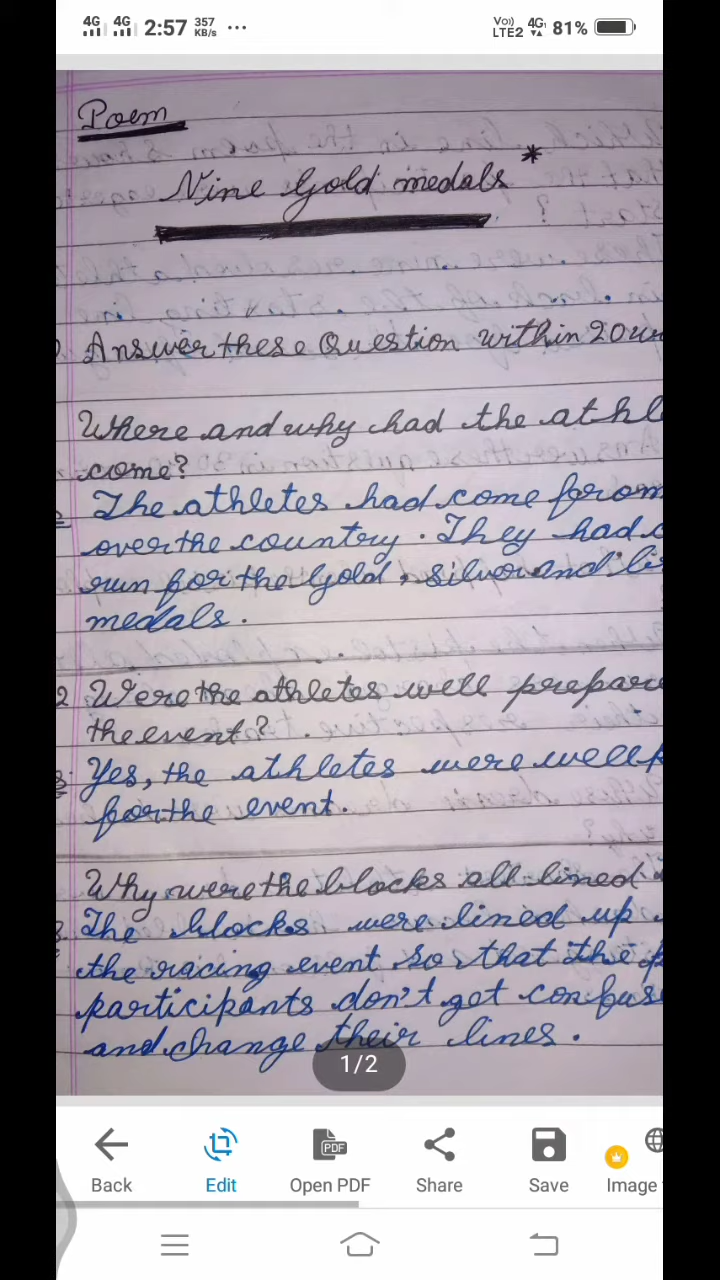 4G 4G 2:57 357 KB/s ... Vo) LTE2 4G 81%
Poem
Nine Gold medals *
Answer these Question within 20
Where and why had the athl
come?
The athletes had come from
over the country. They had
run for the Gold, silver and
medals.
2 Were the athletes well prepare
the event?
Yes, the athletes were well
for the event.
Why were the blocks all lined
The blocks were lined up
the racing event so that the
participants don't get confuse
and change their lines.
1/2
Back Edit Open PDF Share Save Image